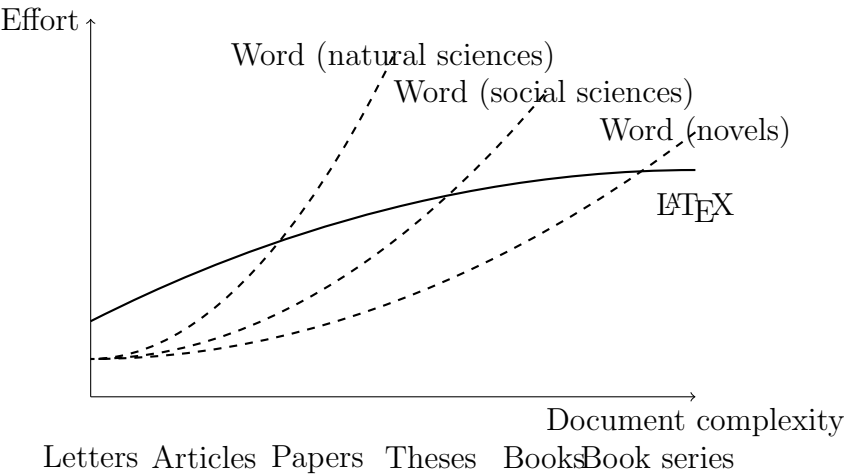 Effort
Word (natural sciences)
Word (social sciences)
Word (novels)
LATEX
Document complexity
Letters Articles Papers Theses Books Book series